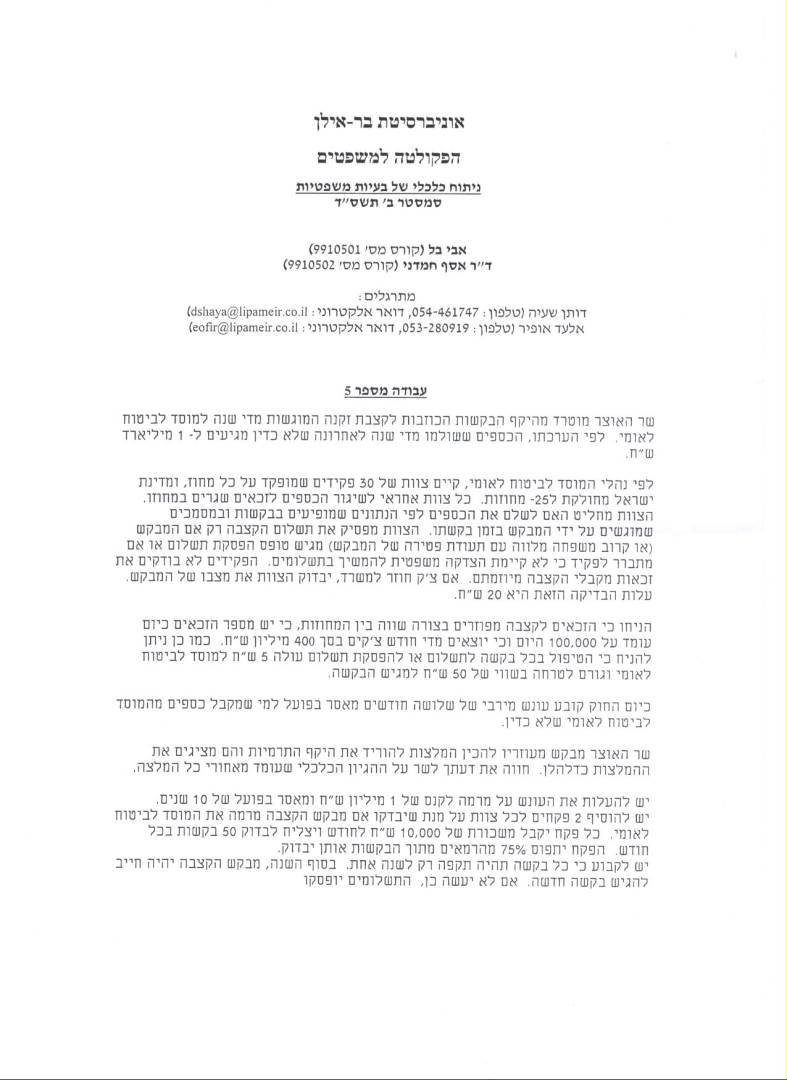 אוניברסיטת בר-אילן
הפקולטה למשפטים
ניתוח כלכלי של בעיות משפטיות
סמסטר ב' תשס"ד
אבי בל (קורס מס' 9910501)
ד"ר אסף חמדני (קורס מס' 9910502)
מתרגלים:
דותן שעיה (טלפון: 054-461747, דואר אלקטרוני: dshaya@lipameir.co.il)
אלעד אופיר (טלפון: 053-280919, דואר אלקטרוני: eofir@lipameir.co.il)
עבודה מספר 5
שר האוצר מוטרד מהיקף הבקשות הכוזבות לקצבת זקנה המוגשות מדי שנה למוסד לביטוח
לאומי. לפי הערכתו, הכספים ששולמו מדי שנה לאחרונה שלא כדין מגיעים ל- 1 מיליארד
ש"ח.
לפי נהלי המוסד לביטוח לאומי, קיים צוות של 30 פקידים שמופקד על כל מחוז, ומדינת
ישראל מחולקת ל25- מחוזות. כל צוות אחראי לשיגור הכספים לזכאים שגרים במחוזו.
הצוות מחליט האם לשלם את הכספים לפי הנתונים שמופיעים בבקשות ובמסמכים
שמוגשים על ידי המבקש בזמן בקשתו. הצוות מפסיק את תשלום הקצבה רק אם המבקש
(או קרוב משפחה מלווה עם תעודת פטירה של המבקש) מגיש טופס הפסקת תשלום או אם
מתברר לפקיד כי לא קיימת הצדקה משפטית להמשיך בתשלומים. הפקידים לא בודקים את
זכאות מקבלי הקצבה מיוזמתם. אם צ'ק חוזר למשרד, יבדוק הצוות את מצבו של המבקש.
עלות הבדיקה הזאת היא 20 ש"ח.
הניחו כי הזכאים לקצבה מפוזרים בצורה שווה בין המחוזות, כי יש מספר הזכאים כיום
עומד על 100,000 היום וכי יוצאים מדי חודש צ'קים בסך 400 מיליון ש"ח. כמו כן ניתן
להניח כי הטיפול בכל בקשה לתשלום או להפסקת תשלום עולה 5 ש"ח למוסד לביטוח
לאומי וגורם לטרחה בשווי של 50 ש"ח למגיש הבקשה.
כיום החוק קובע עונש מירבי של שלושה חודשים מאסר בפועל למי שמקבל כספים מהמוסד
לביטוח לאומי שלא כדין.
שר האוצר מבקש מעוזריו להכין המלצות להוריד את היקף התרמיות והם מציגים את
ההמלצות כדלהלן. חווה את דעתך לשר על ההגיון הכלכלי שעומד מאחורי כל המלצה.
יש להעלות את העונש על מרמה לקנס של 1 מיליון ש"ח ומאסר בפועל של 10 שנים.
יש להוסיף 2 פקחים לכל צוות על מנת שיבדקו אם מבקש הקצבה מרמה את המוסד לביטוח
לאומי. כל פקח יקבל משכורת של 10,000 ש"ח לחודש ויצליח לבדוק 50 בקשות בכל
חודש. הפקח יתפוס 75% מהרמאים מתוך הבקשות אותן יבדוק.
יש לקבוע כי כל בקשה תהיה תקפה רק לשנה אחת. בסוף השנה, מבקש הקצבה יהיה חייב
להגיש בקשה חדשה. אם לא יעשה כן, התשלומים יופסקו